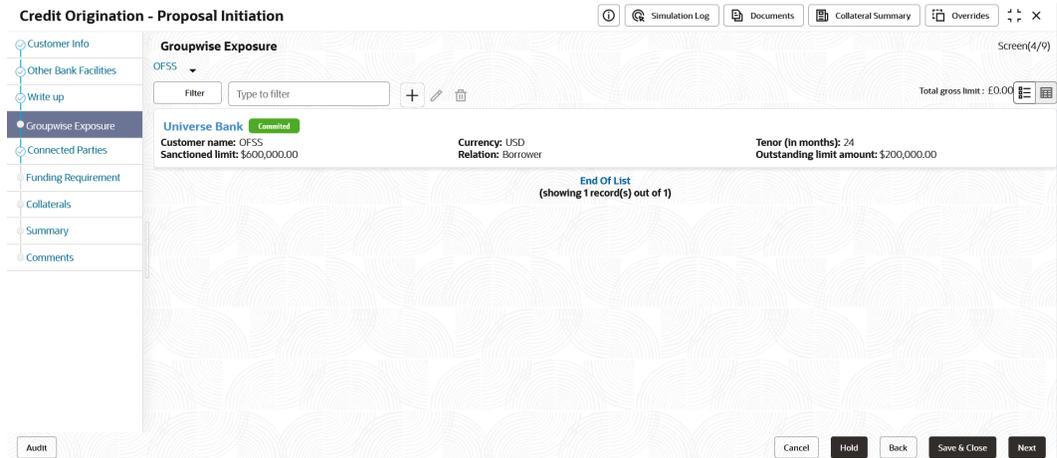 Credit Origination - Proposal Initiation
Simulation Log
Documents
Collateral Summary
Overrides
Customer Info
Other Bank Facilities
Write up
Groupwise Exposure
Connected Parties
Funding Requirement
Collaterals
Summary
Comments
Groupwise Exposure
Screen(4/9)
OFSS
Filter
Type to filter
Total gross limit : £0.00
Universe Bank Commited
Customer name: OFSS
Currency: USD
Tenor (in months): 24
Sanctioned limit: $600,000.00
Relation: Borrower
Outstanding limit amount: $200,000.00
End Of List
(showing 1 record(s) out of 1)
Audit
Cancel
Hold
Back
Save & Close
Next